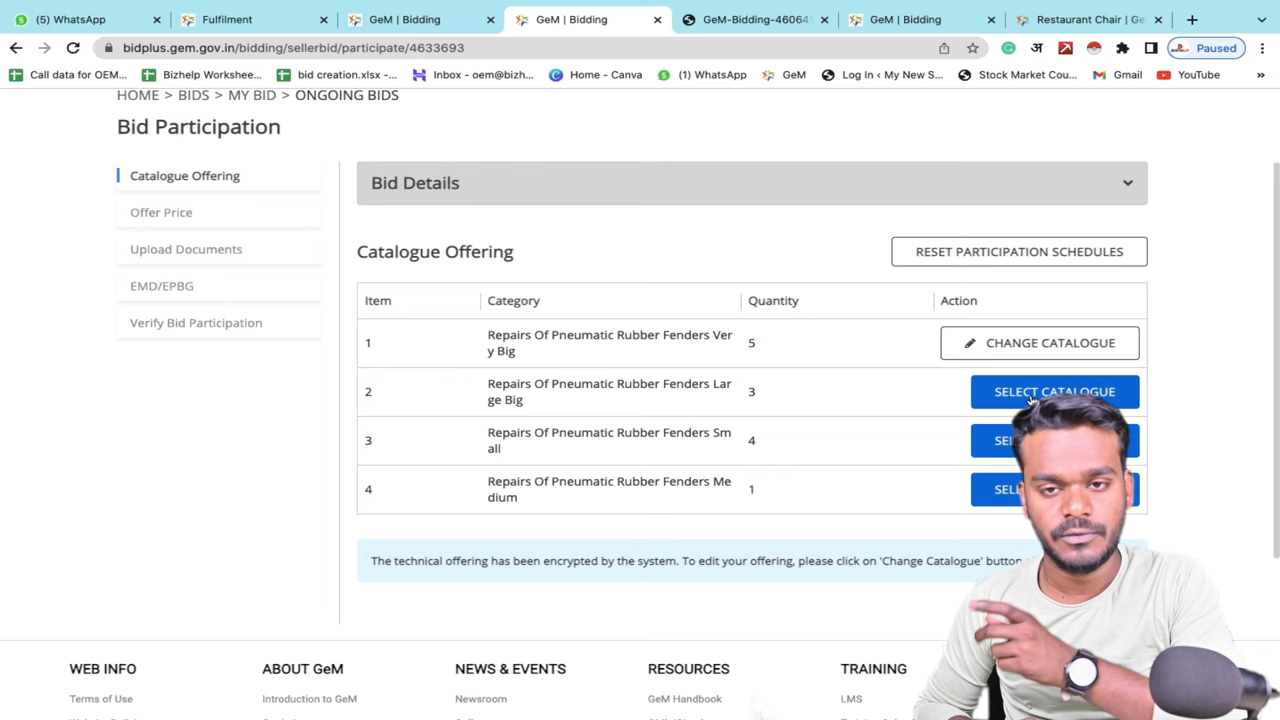 (5) WhatsApp
Fulfilment
GeM | Bidding
GeM | Bidding
GeM-Bidding-46064
GeM | Bidding
Restaurant Chair | Ge
bidplus.gem.gov.in/bidding/sellerbid/participate/4633693
Paused
Call data for OEM...
Bizhelp Workshee...
bid creation.xlsx -...
Inbox - oem@bizh...
Home - Canva
(1) WhatsApp
GeM
Log In ‹ My New S...
Stock Market Cou...
Gmail
YouTube
HOME > BIDS > MY BID > ONGOING BIDS
Bid Participation
Catalogue Offering
Offer Price
Upload Documents
EMD/EPBG
Verify Bid Participation
Bid Details
Catalogue Offering
RESET PARTICIPATION SCHEDULES
Item Category Quantity Action
1 Repairs Of Pneumatic Rubber Fenders Ver
y Big
5 CHANGE CATALOGUE
2 Repairs Of Pneumatic Rubber Fenders Lar
ge Big
3 SELECT CATALOGUE
3 Repairs Of Pneumatic Rubber Fenders Sm
all
4
4 Repairs Of Pneumatic Rubber Fenders Me
dium
1
The technical offering has been encrypted by the system. To edit your offering, please click on 'Change Catalogue' button
WEB INFO
Terms of Use
ABOUT GeM
Introduction to GeM
NEWS & EVENTS
Newsroom
RESOURCES
GeM Handbook
TRAINING
LMS